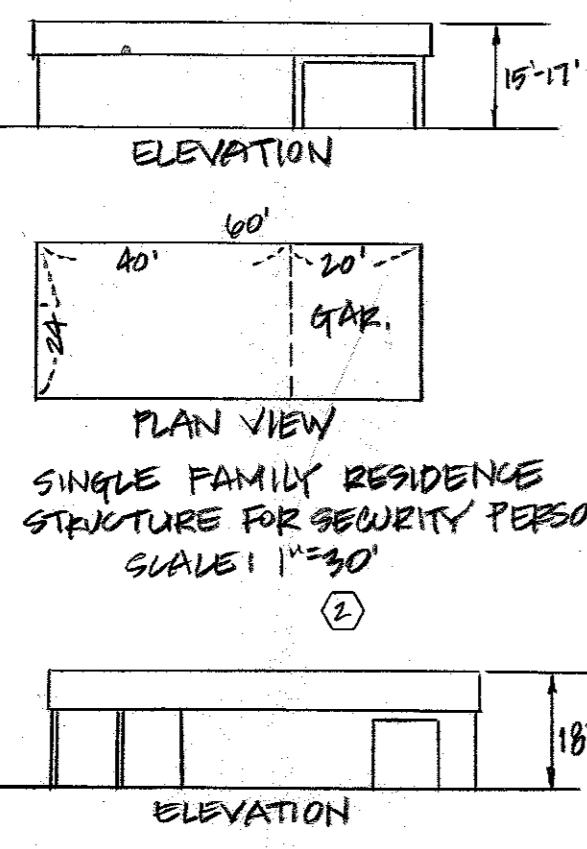 15'-17'
ELEVATION
60'
40'
20'
24'
GAR.
PLAN VIEW
SINGLE FAMILY RESIDENCE
STRUCTURE FOR SECURITY PERSO
SCALE: 1"=30'
2
18'
ELEVATION